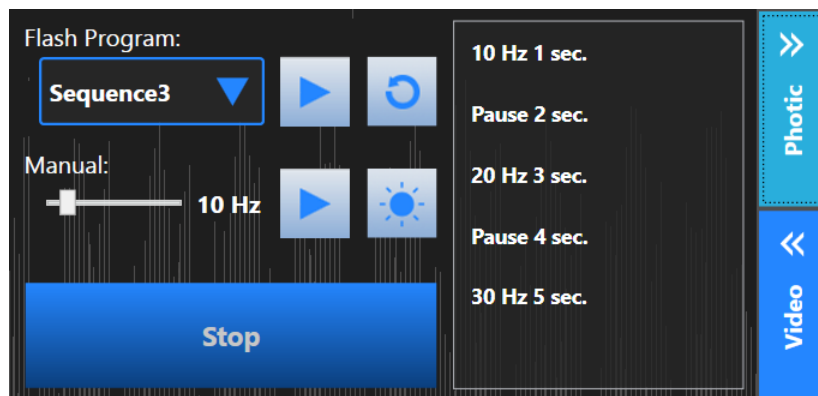 Flash Program:
Sequence3
Manual:
10 Hz
Stop
10 Hz 1 sec.
Pause 2 sec.
20 Hz 3 sec.
Pause 4 sec.
30 Hz 5 sec.
Photic
Video